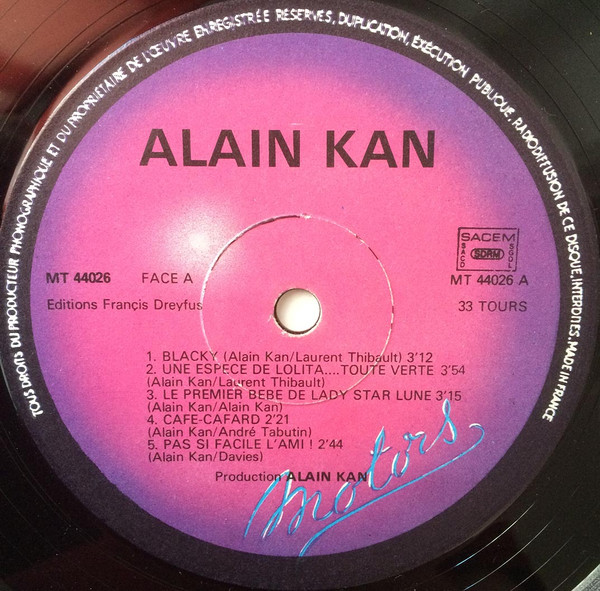 TOUS DROITS DU PRODUCTEUR PHONOGRAPHIQUE ET DU PROPRIETAIRE DE L'ŒUVRE ENREGISTRÉE RESERVES, DUPLICATION, EXÉCUTION PUBLIQUE, RADIODIFFUSION DE CE DISQUE, INTERDITES. MADE IN FRANCE
ALAIN KAN
SACEM
SACD SDRM SGDL
MT 44026 FACE A MT 44026 A
Editions Françis Dreyfus 33 TOURS
1. BLACKY (Alain Kan/Laurent Thibault) 3'12
2. UNE ESPECE DE LOLITA....TOUTE VERTE 3'54
(Alain Kan/Laurent Thibault)
3. LE PREMIER BEBE DE LADY STAR LUNE 3'15
(Alain Kan/Alain Kan)
4. CAFE-CAFARD 2'21
(Alain Kan/André Tabutin)
5. PAS SI FACILE L'AMI ! 2'44
(Alain Kan/Davies)
Production ALAIN KAN
Motors